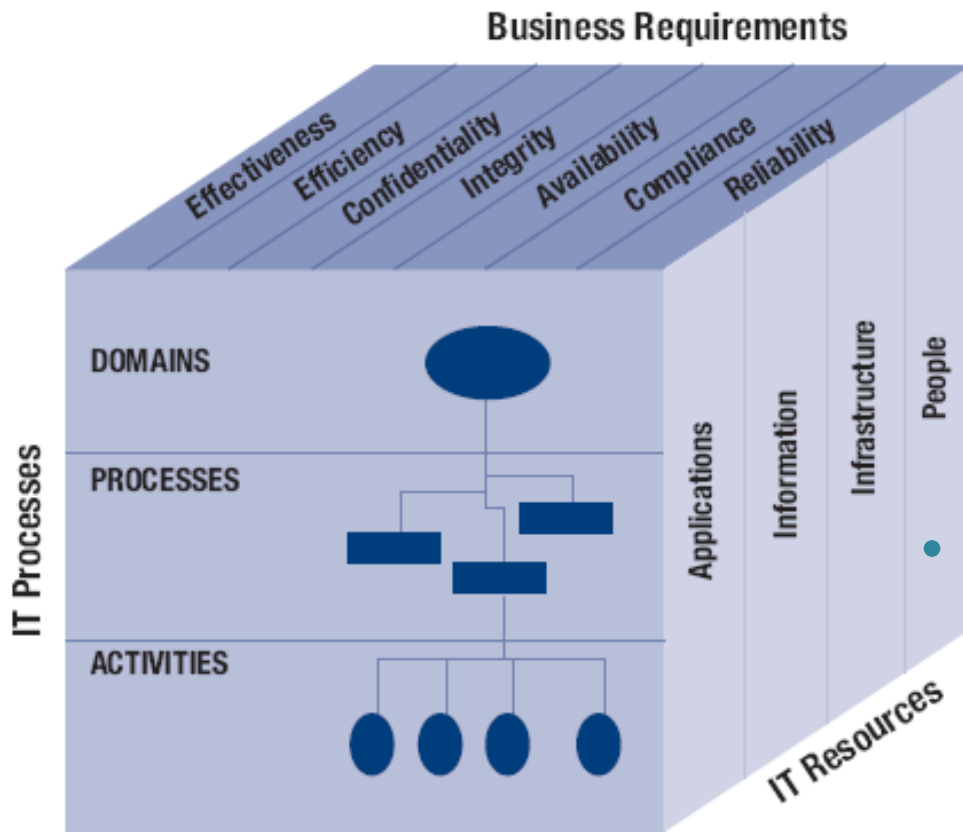 Business Requirements
Effectiveness
Efficiency
Confidentiality
Integrity
Availability
Compliance
Reliability
IT Processes
DOMAINS
PROCESSES
ACTIVITIES
Applications
Information
Infrastructure
People
IT Resources